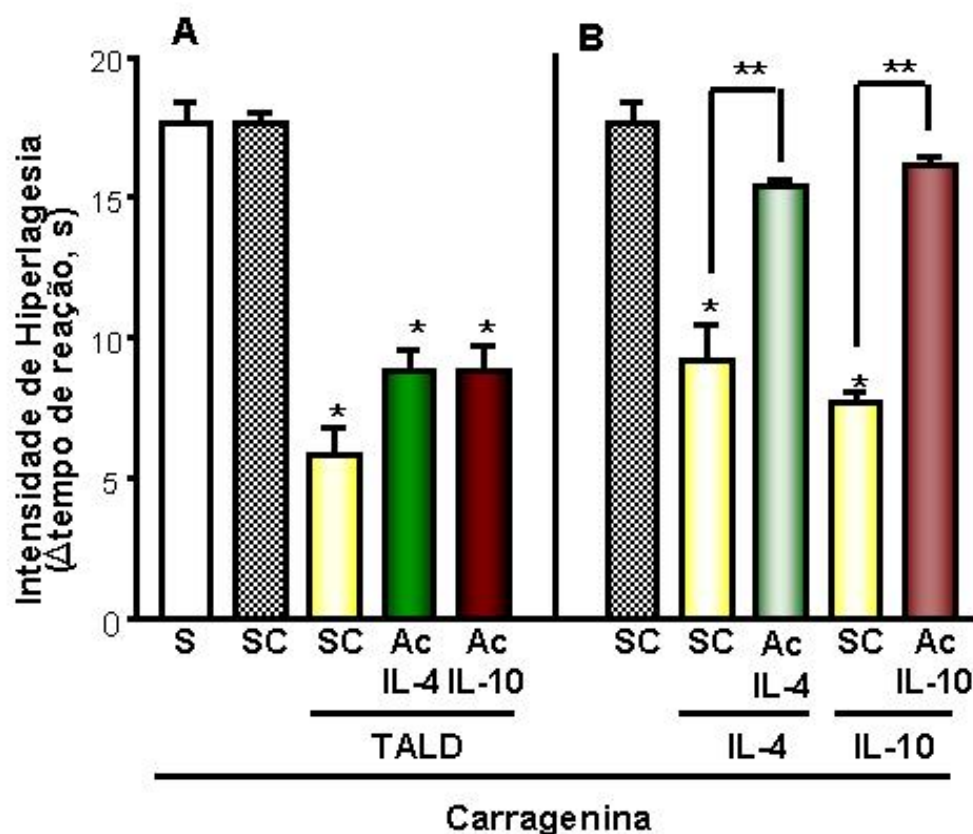 A B
Intensidade de Hiperlagesia
(Δtempo de reação, s)
20
15
10
5
0
** **
* * * * *
S SC SC Ac Ac SC SC Ac SC Ac
IL-4 IL-10 IL-4 IL-10
TALD IL-4 IL-10
Carragenina